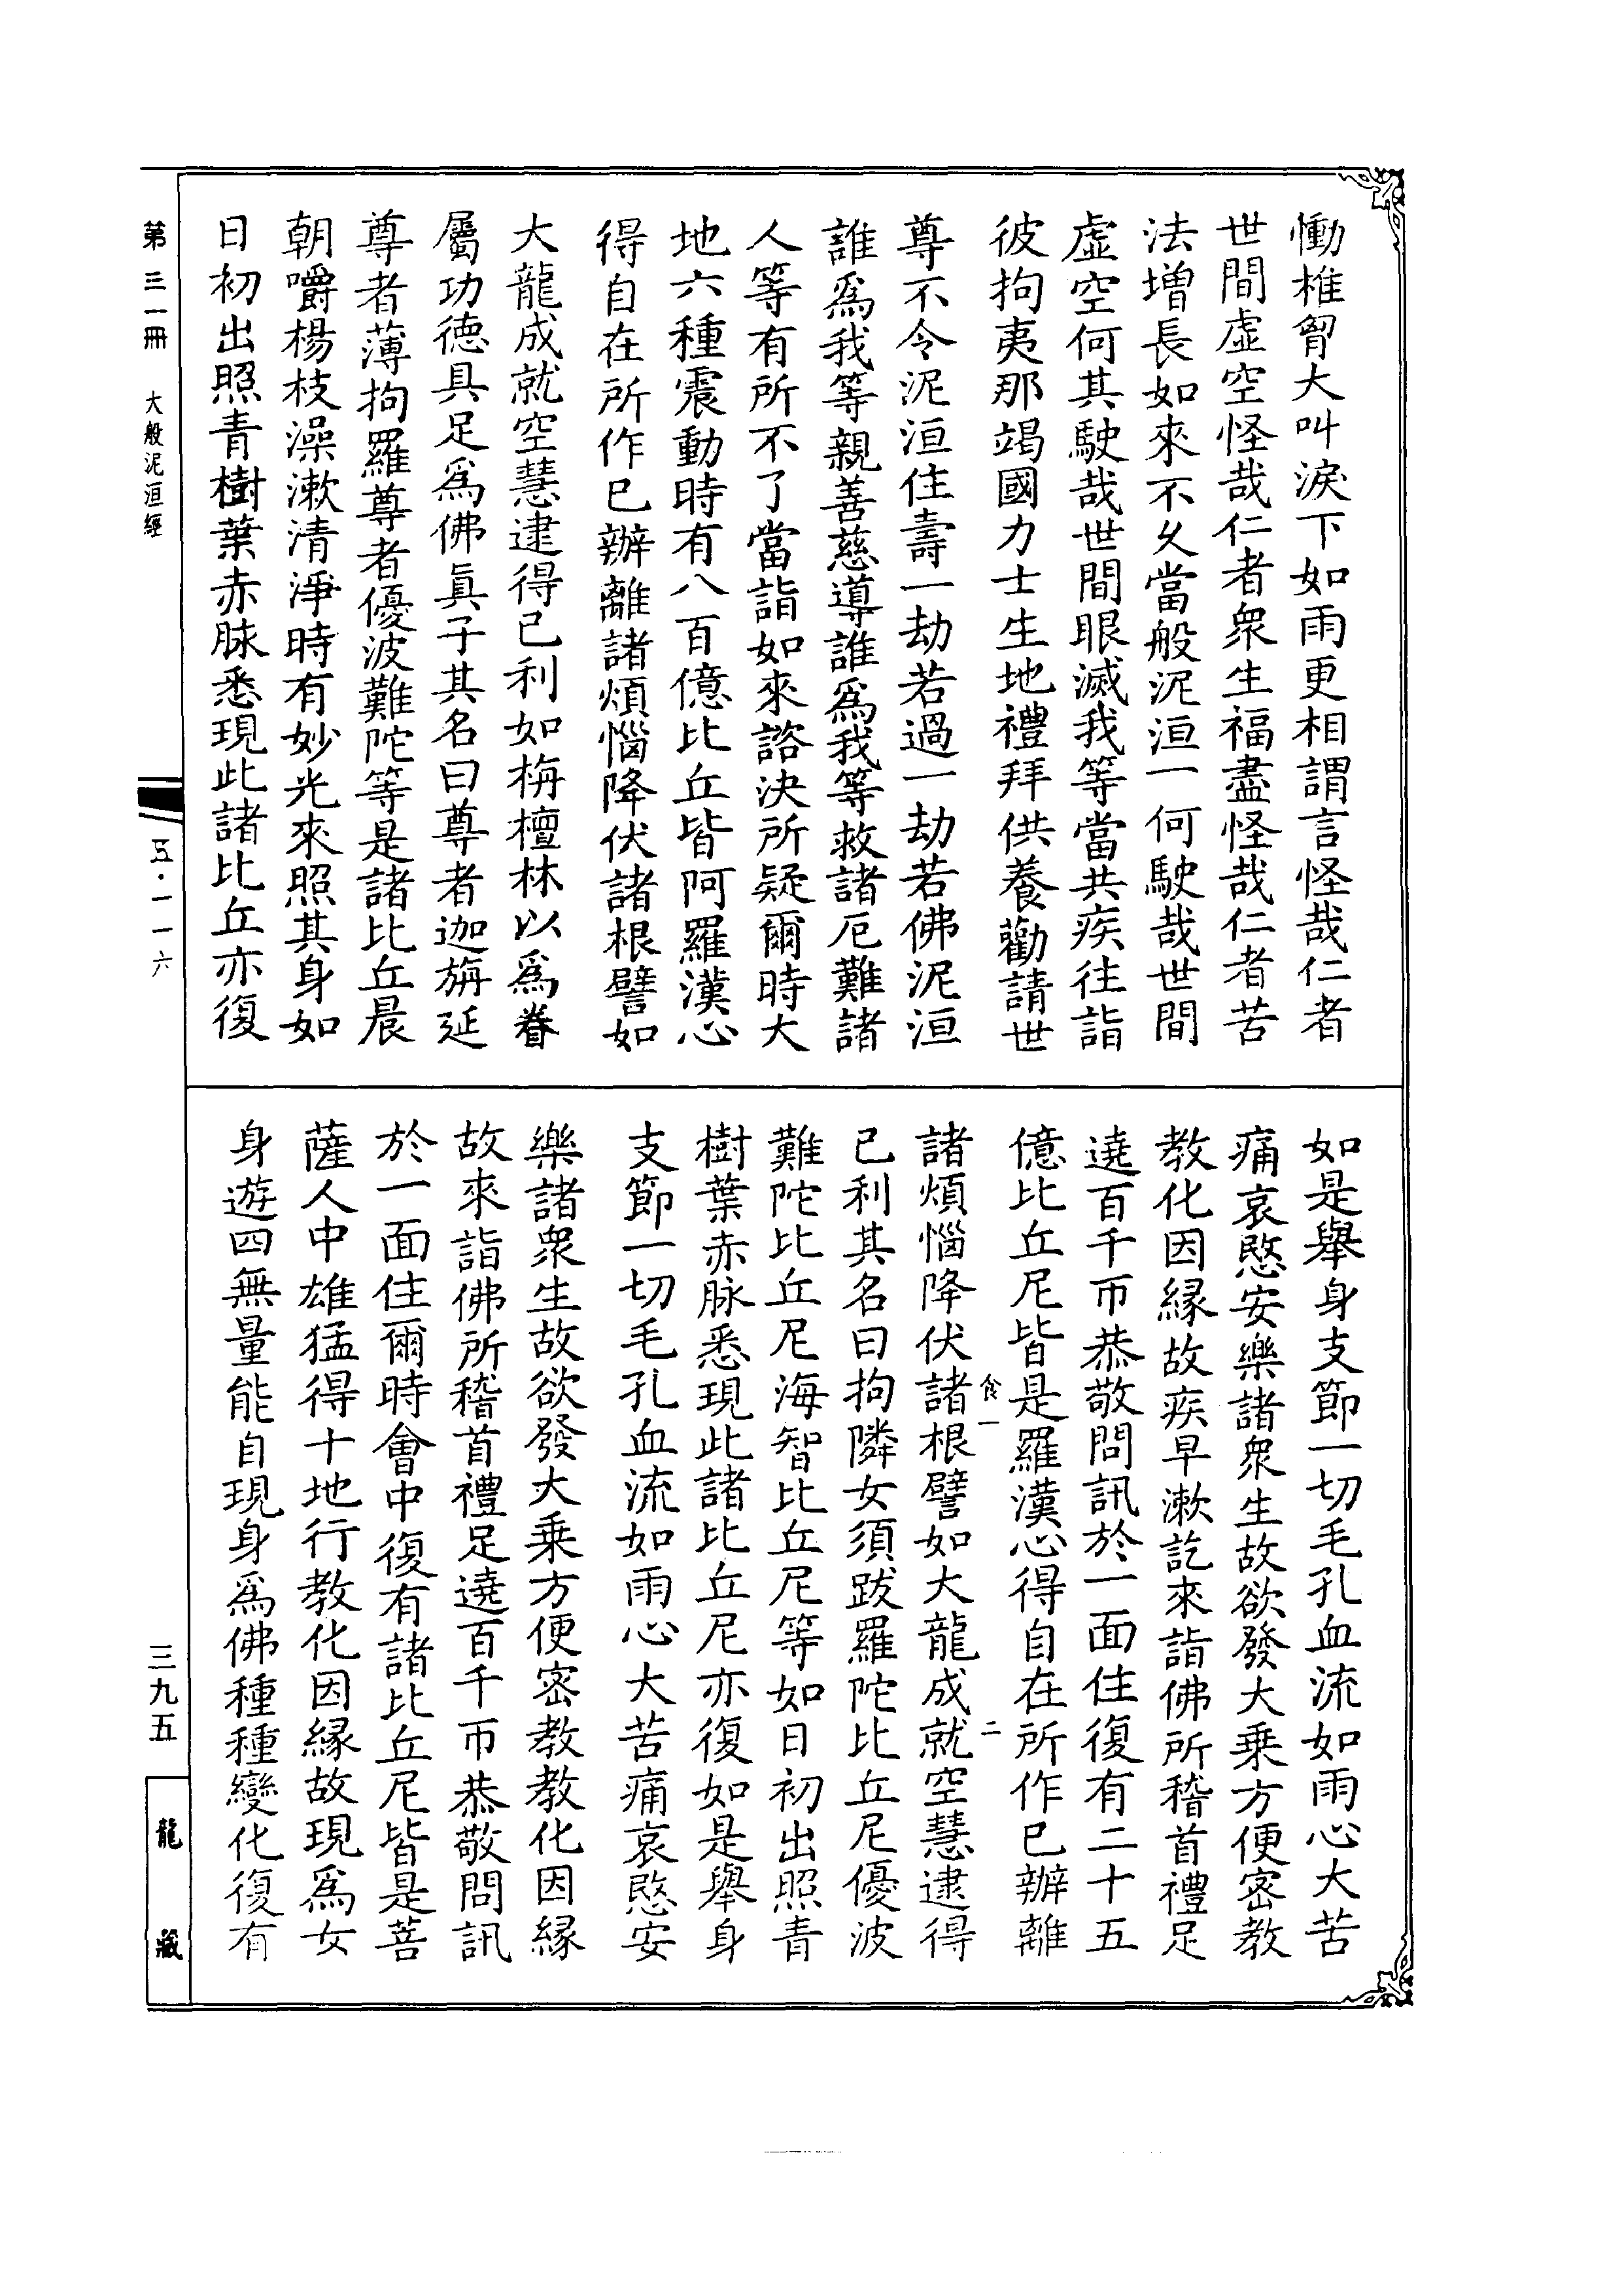 慟椎胷大叫淚下如雨更相謂言怪哉仁者
世間虛空怪哉仁者衆生福盡怪哉仁者苦
法增長如來不久當般泥洹一何駛哉世間
虛空何其駛哉世間眼滅我等當共疾往詣
彼拘夷那竭國力士生地禮拜供養勸請世
尊不令泥洹住壽一劫若過一劫若佛泥洹
誰爲我等親善慈導誰爲我等救諸厄難諸
人等有所不了當詣如來諮決所疑爾時大
地六種震動時有八百億比丘皆阿羅漢心
得自在所作已辦離諸煩惱降伏諸根譬如
大龍成就空慧逮得已利如栴檀林以爲眷
屬功德具足爲佛眞子其名曰尊者迦旃延
尊者薄拘羅尊者優波難陀等是諸比丘晨
朝嚼楊枝澡漱清淨時有妙光來照其身如
日初出照青樹葉赤脉悉現此諸比丘亦復
如是舉身支節一切毛孔血流如雨心大苦
痛哀愍安樂諸衆生故欲發大乗方便密教
教化因緣故疾早漱訖來詣佛所稽首禮足
遶百千帀恭敬問訊於一面住復有二十五
億比丘尼皆是羅漢心得自在所作已辦離
諸煩惱降伏諸根譬如大龍成就空慧逮得
已利其名曰拘隣女須跋羅陀比丘尼優波
難陀比丘尼海智比丘尼等如日初出照青
樹葉赤脉悉現此諸比丘尼亦復如是舉身
支節一切毛孔血流如雨心大苦痛哀愍安
樂諸衆生故欲發大乗方便密教教化因緣
故來詣佛所稽首禮足遶百千帀恭敬問訊
於一面住爾時會中復有諸比丘尼皆是菩
薩人中雄猛得十地行教化因緣故現爲女
身遊四無量能自現身爲佛種種變化復有
食一
二
第三一冊 大般泥洹經
五·一一六
三九五
龍藏